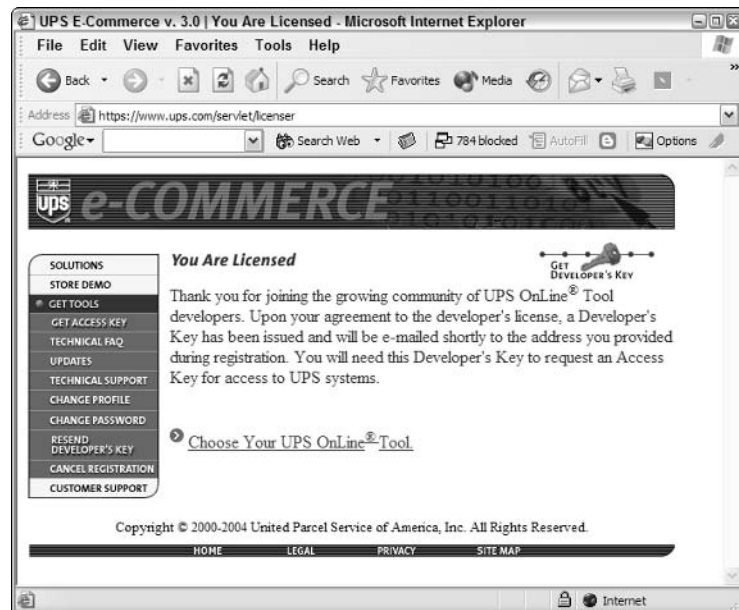 UPS E-Commerce v. 3.0 | You Are Licensed - Microsoft Internet Explorer
File Edit View Favorites Tools Help
Back Search Favorites Media
Address https://www.ups.com/servlet/licenser
Google Search Web 784 blocked AutoFill Options
ups e-COMMERCE BUY
You Are Licensed
GET DEVELOPER'S KEY
SOLUTIONS
STORE DEMO
GET TOOLS
GET ACCESS KEY
TECHNICAL FAQ
UPDATES
TECHNICAL SUPPORT
CHANGE PROFILE
CHANGE PASSWORD
RESEND
DEVELOPER'S KEY
CANCEL REGISTRATION
CUSTOMER SUPPORT
Thank you for joining the growing community of UPS OnLine® Tool
developers. Upon your agreement to the developer's license, a Developer's
Key has been issued and will be e-mailed shortly to the address you provided
during registration. You will need this Developer's Key to request an Access
Key for access to UPS systems.
Choose Your UPS OnLine® Tool.
Copyright © 2000-2004 United Parcel Service of America, Inc. All Rights Reserved.
HOME LEGAL PRIVACY SITE MAP
Internet